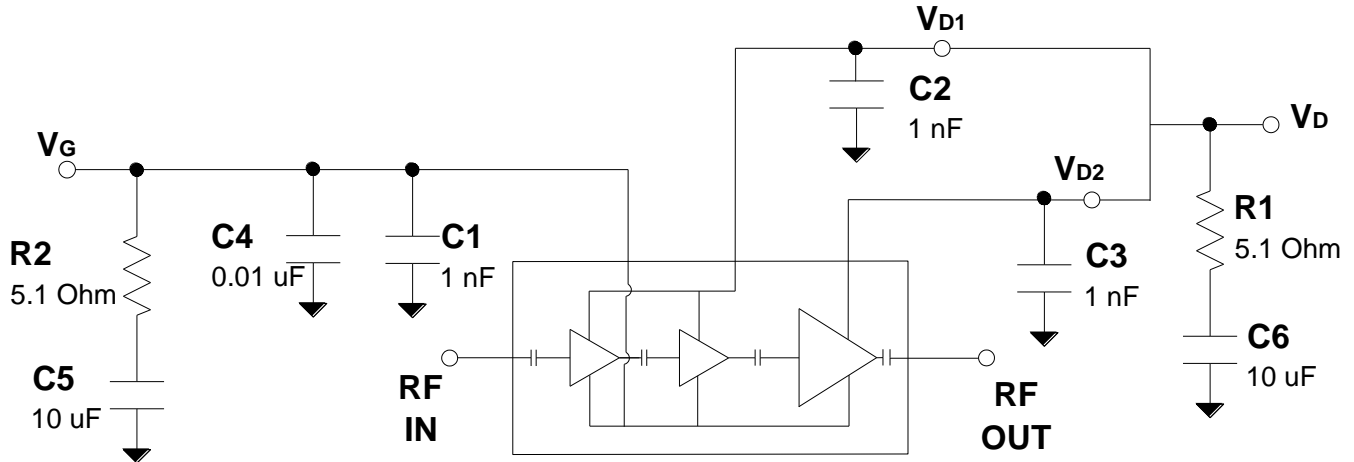 VD1
C2
1 nF
VD
VG
VD2
R1
5.1 Ohm
R2
5.1 Ohm
C4
0.01 uF
C1
1 nF
C3
1 nF
C6
10 uF
C5
10 uF
RF
IN
RF
OUT